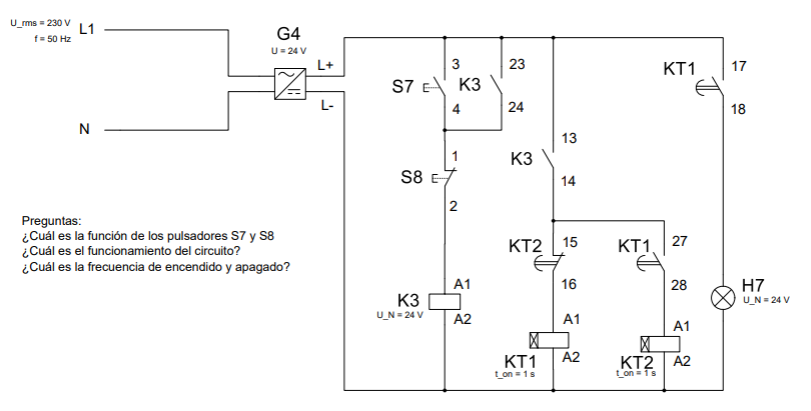 U_rms = 230 V
f = 50 Hz
L1
N
G4
U = 24 V
L+
L-
3
S7
4
23
K3
24
1
S8
2
13
K3
14
KT1
17
18
Preguntas:
¿Cuál es la función de los pulsadores S7 y S8
¿Cuál es el funcionamiento del circuito?
¿Cuál es la frecuencia de encendido y apagado?
KT2
15
16
KT1
27
28
A1
K3
U_N = 24 V
A2
A1
KT1
A2
t_on = 1 s
A1
KT2
A2
t_on = 1 s
H7
U_N = 24 V